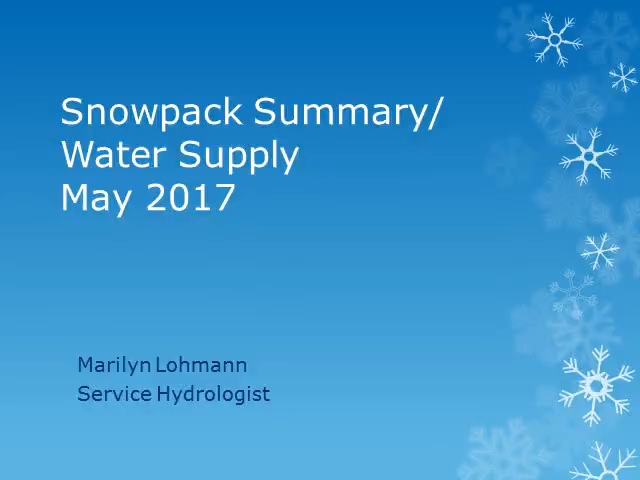 Snowpack Summary/
Water Supply
May 2017
Marilyn Lohmann
Service Hydrologist